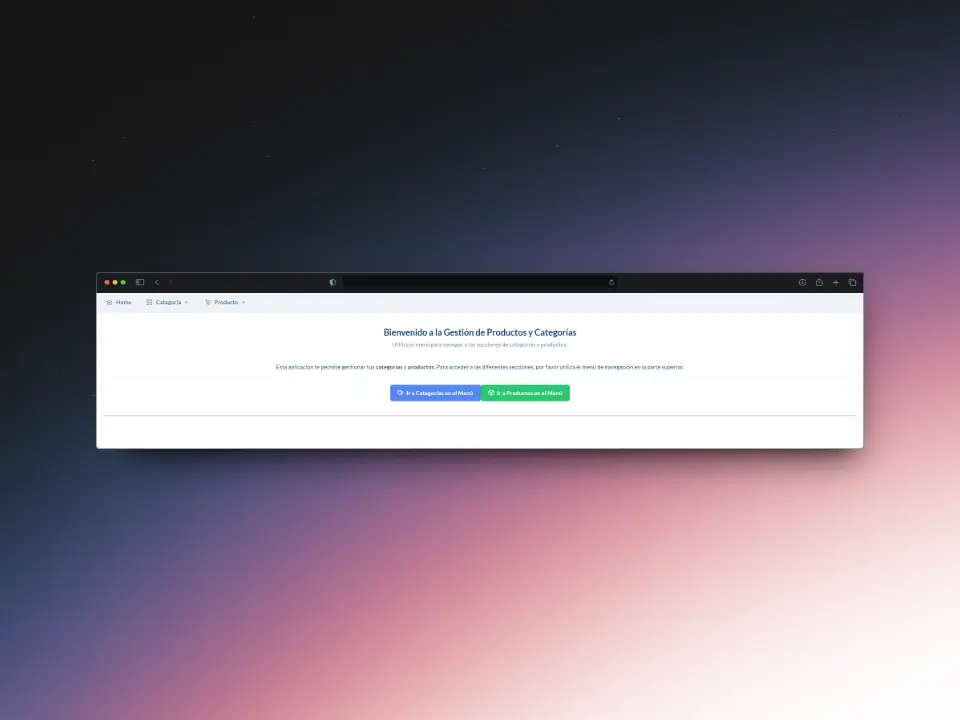 Home Categoría Producto
Bienvenido a la Gestión de Productos y Categorías
Utiliza el menú para navegar a las secciones de categorías y productos.
Esta aplicación te permite gestionar tus categorías y productos. Para acceder a las diferentes secciones, por favor utiliza el menú de navegación en la parte superior.
Ir a Categorías en el Menú Ir a Productos en el Menú